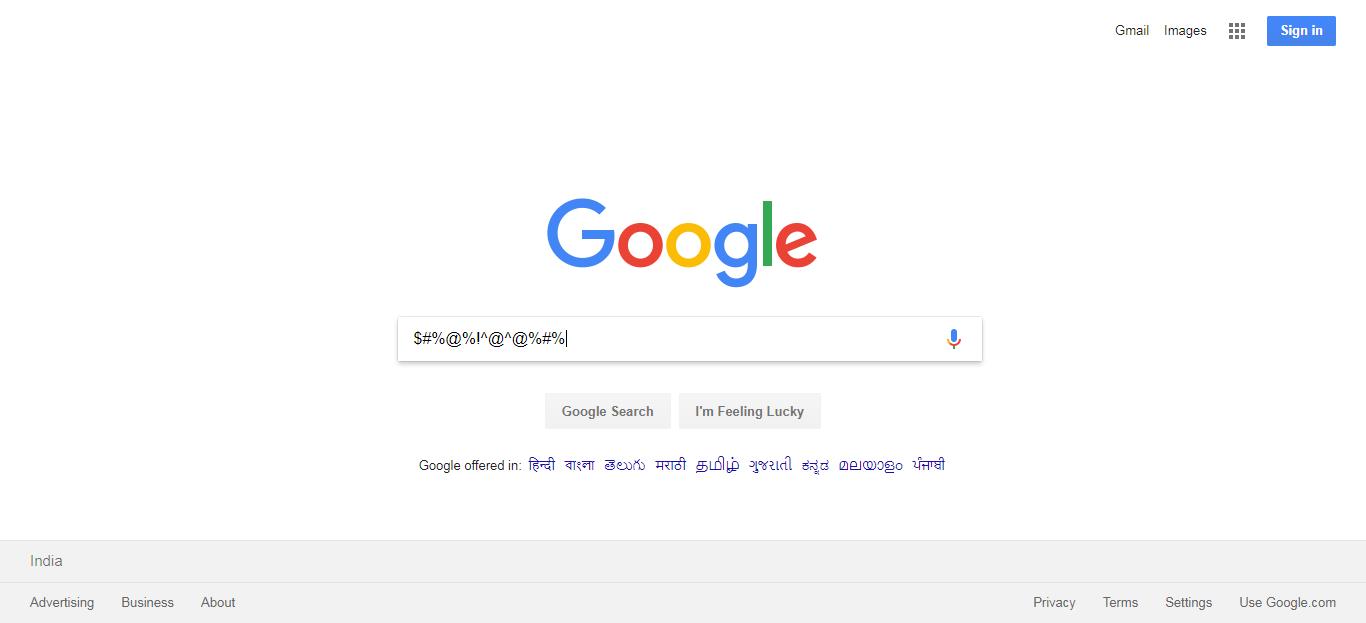 Gmail Images Sign in
Google
$#%@%!^@^@%#%
Google Search I'm Feeling Lucky
Google offered in: हिन्दी বাংলা తెలుగు मराठी தமிழ் ગુજરાતી ಕನ್ನಡ മലയാളം ਪੰਜਾਬੀ
India
Advertising Business About Privacy Terms Settings Use Google.com